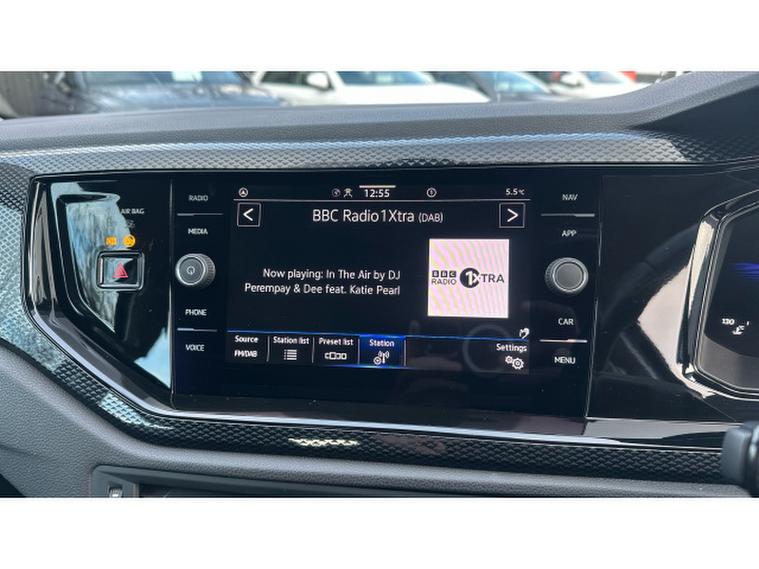 AIR BAG
RADIO
MEDIA
PHONE
VOICE
12:55
5.5°C
BBC Radio1Xtra (DAB)
Now playing: In The Air by DJ
Perempay & Dee feat. Katie Pearl
BBC
RADIO
1XTRA
Source
FM/DAB
Station list
Preset list
Station
Settings
NAV
APP
CAR
MENU
130